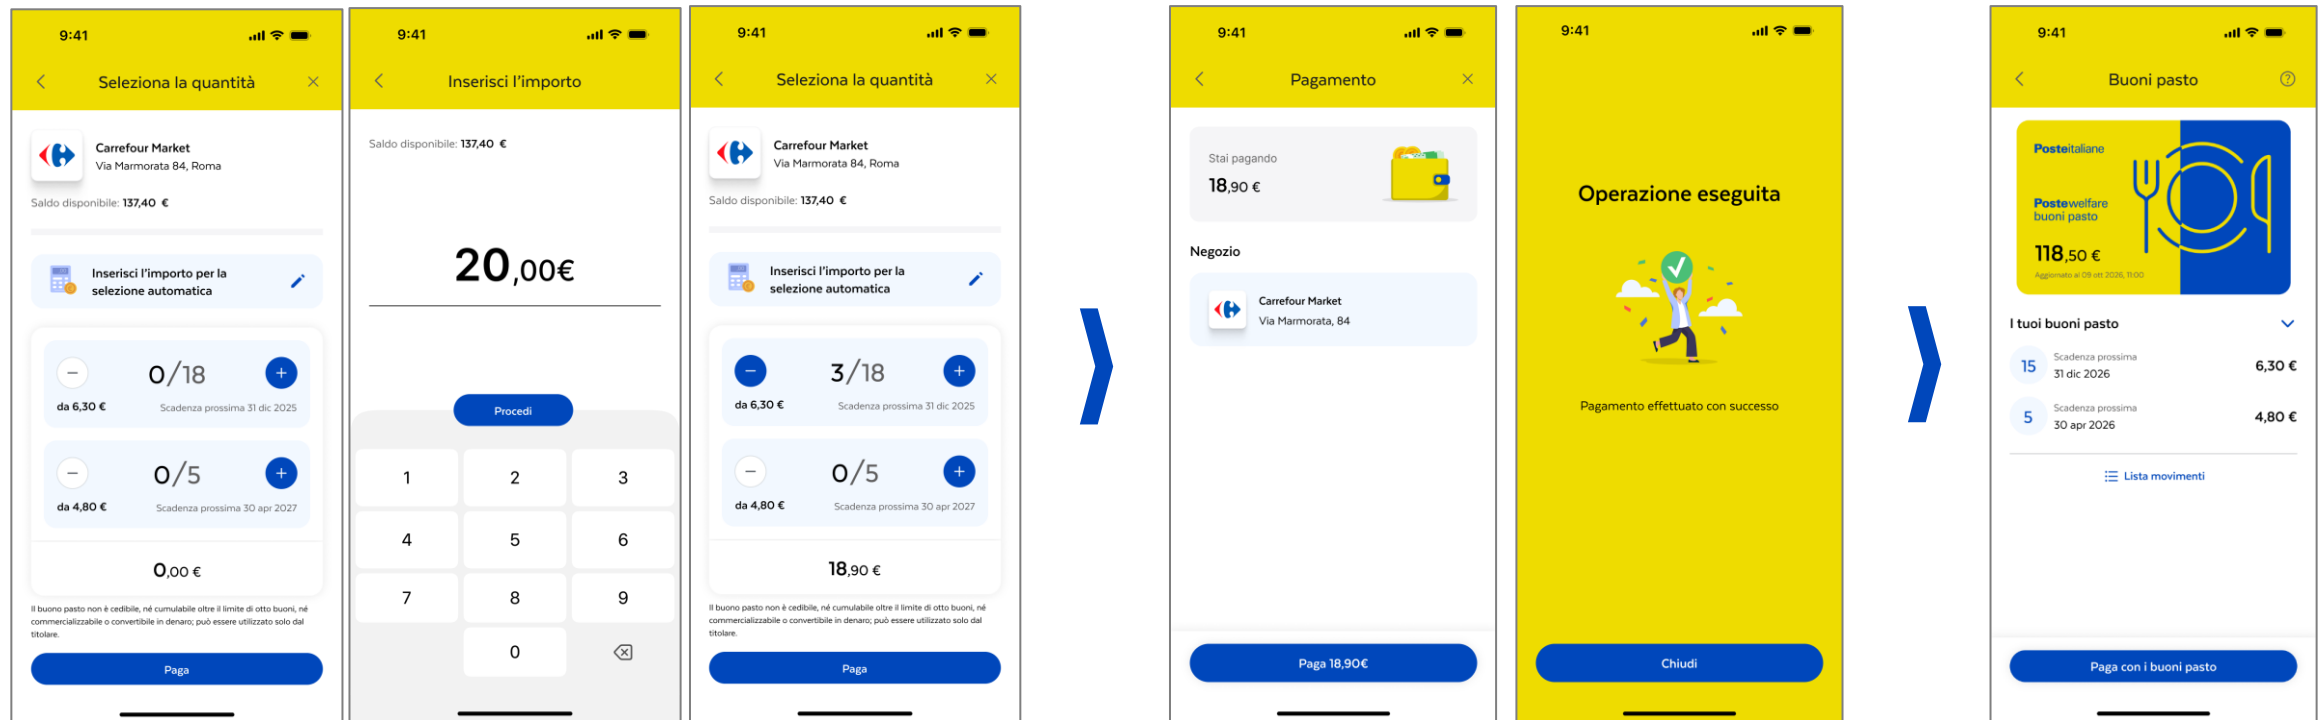 9:41
Seleziona la quantità
Carrefour Market
Via Marmorata 84, Roma
Saldo disponibile: 137,40 €
Inserisci l'importo per la
selezione automatica
0/18
da 6,30 €
Scadenza prossima 31 dic 2025
0/5
da 4,80 €
Scadenza prossima 30 apr 2027
0,00 €
Il buono pasto non è cedibile, né cumulabile oltre il limite di otto buoni, né
commercializzabile o convertibile in denaro; può essere utilizzato solo dal
titolare.
Paga
9:41
Inserisci l'importo
Saldo disponibile: 137,40 €
20,00€
Procedi
1 2 3
4 5 6
7 8 9
0
9:41
Seleziona la quantità
Carrefour Market
Via Marmorata 84, Roma
Saldo disponibile: 137,40 €
Inserisci l'importo per la
selezione automatica
3/18
da 6,30 €
Scadenza prossima 31 dic 2025
0/5
da 4,80 €
Scadenza prossima 30 apr 2027
18,90 €
Il buono pasto non è cedibile, né cumulabile oltre il limite di otto buoni, né
commercializzabile o convertibile in denaro; può essere utilizzato solo dal
titolare.
Paga
9:41
Pagamento
Stai pagando
18,90 €
Negozio
Carrefour Market
Via Marmorata, 84
Paga 18,90€
9:41
Operazione eseguita
Pagamento effettuato con successo
Chiudi
9:41
Buoni pasto
Posteitaliane
Postewelfare
buoni pasto
118,50 €
Aggiornato al 09 ott 2026, 11:00
I tuoi buoni pasto
15
Scadenza prossima
31 dic 2026
6,30 €
5
Scadenza prossima
30 apr 2026
4,80 €
Lista movimenti
Paga con i buoni pasto